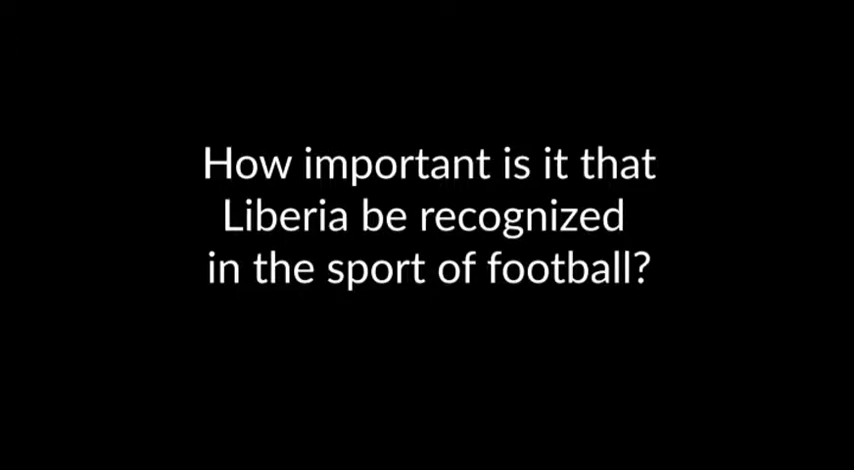 How important is it that
Liberia be recognized
in the sport of football?